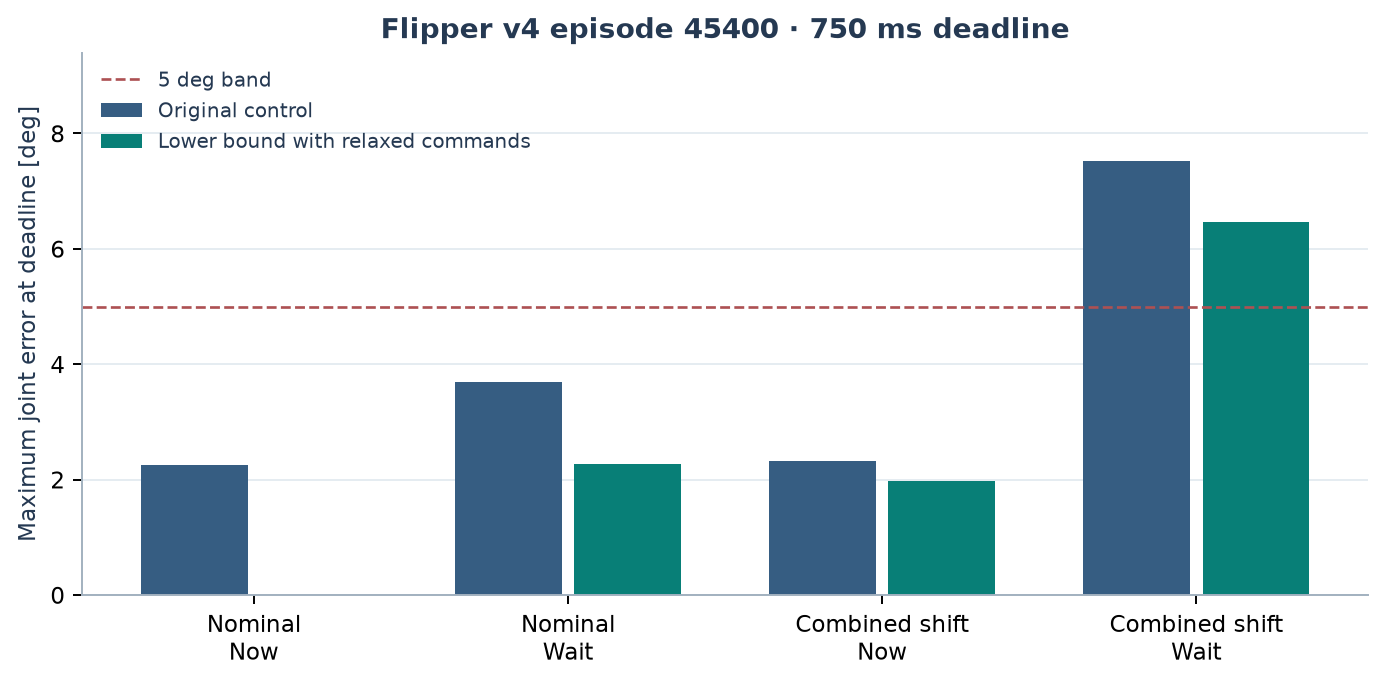 Flipper v4 episode 45400 · 750 ms deadline
5 deg band
Original control
Lower bound with relaxed commands
Maximum joint error at deadline [deg]
8
6
4
2
0
Nominal
Now
Nominal
Wait
Combined shift
Now
Combined shift
Wait